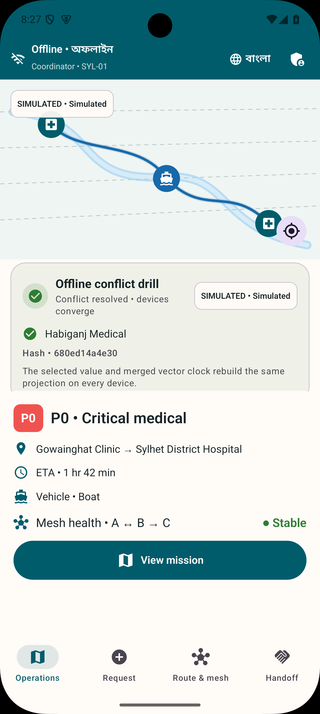 8:27
Offline • অফলাইন
Coordinator • SYL-01
বাংলা
SIMULATED • Simulated
Offline conflict drill
Conflict resolved • devices
converge
SIMULATED • Simulated
Habiganj Medical
Hash • 680ed14a4e30
The selected value and merged vector clock rebuild the same
projection on every device.
P0 P0 • Critical medical
Gowainghat Clinic → Sylhet District Hospital
ETA • 1 hr 42 min
Vehicle • Boat
Mesh health • A ↔ B → C
Stable
View mission
Operations
Request
Route & mesh
Handoff